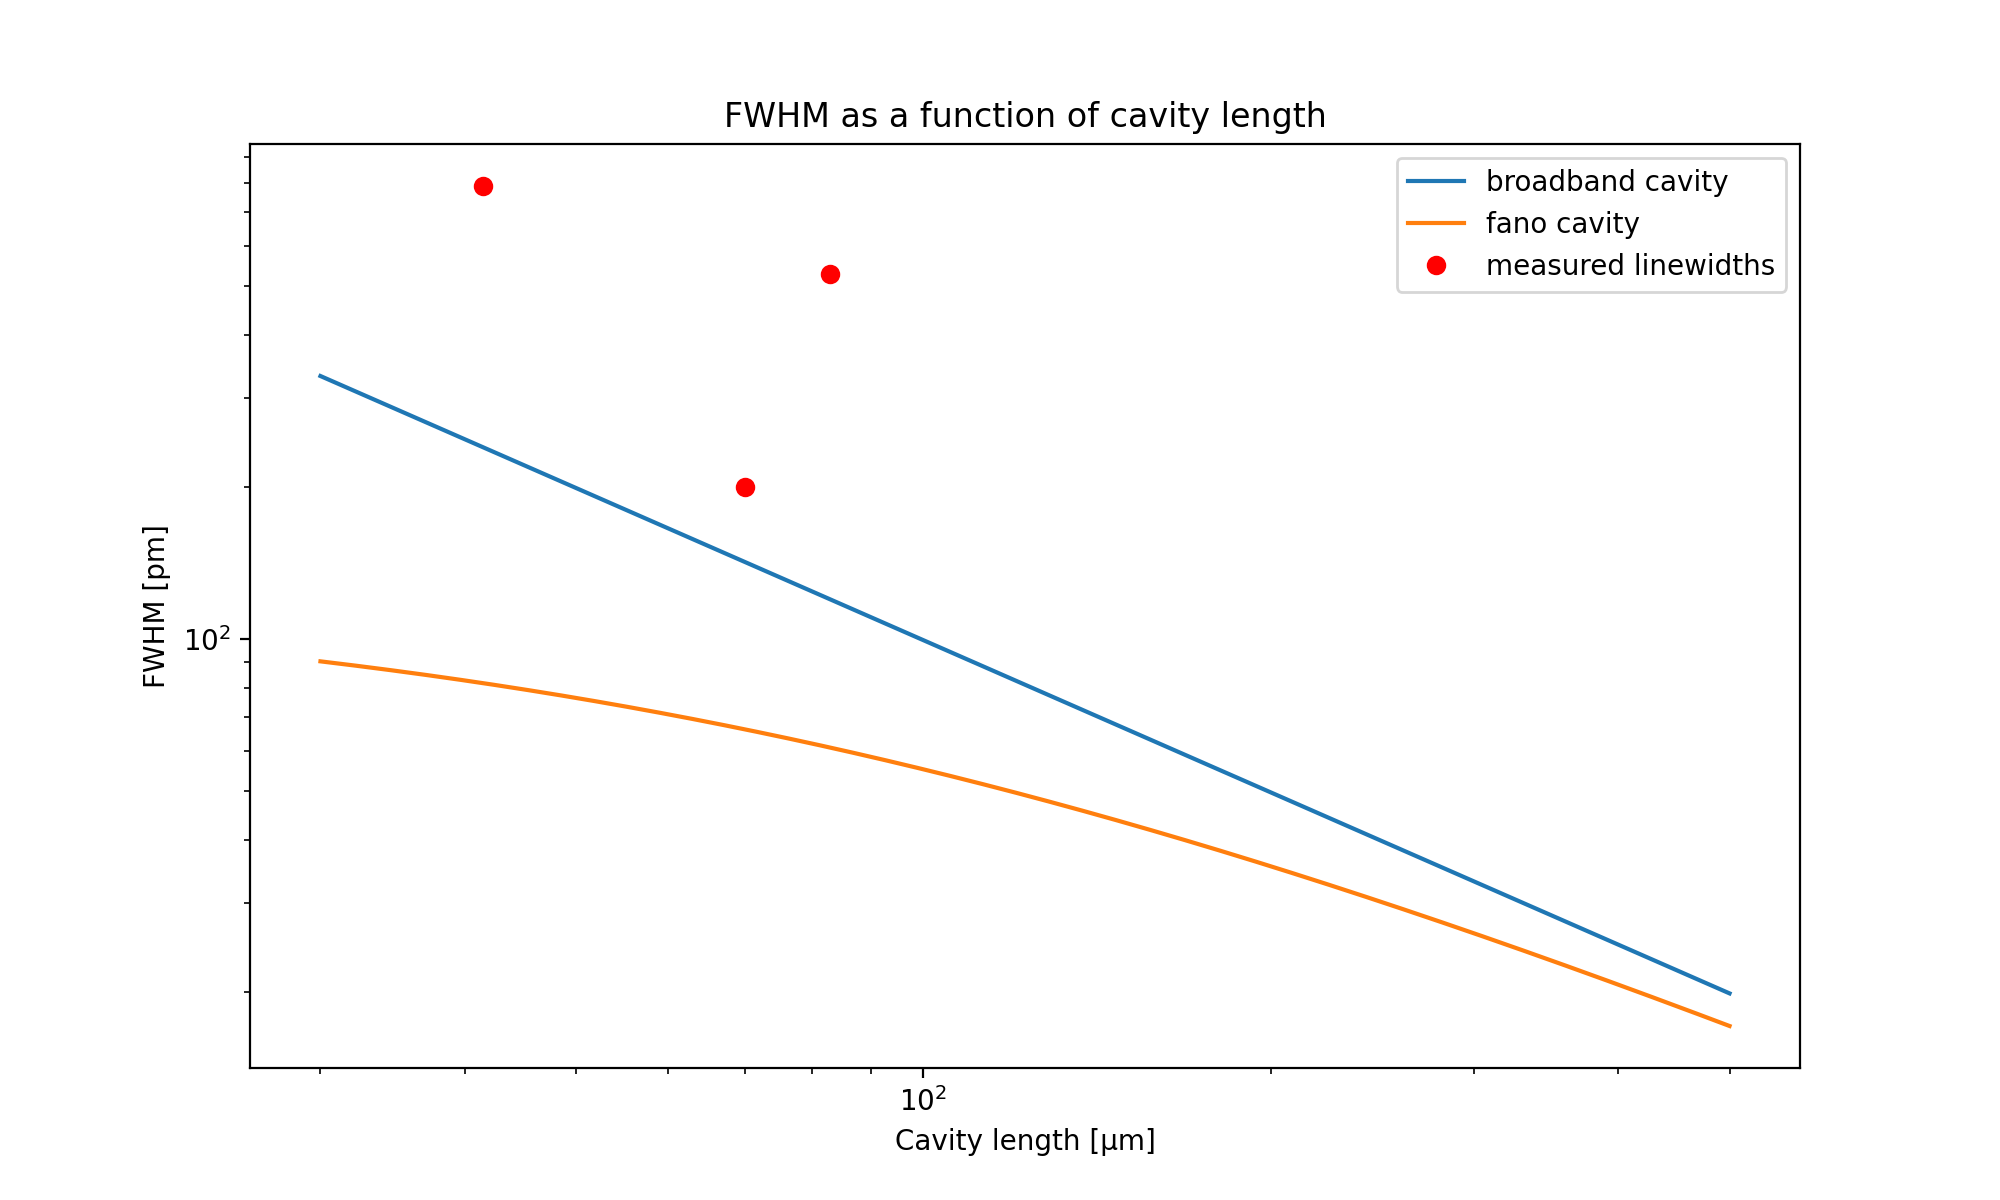 FWHM as a function of cavity length
broadband cavity
fano cavity
measured linewidths
FWHM [pm]
10²
10²
Cavity length [µm]